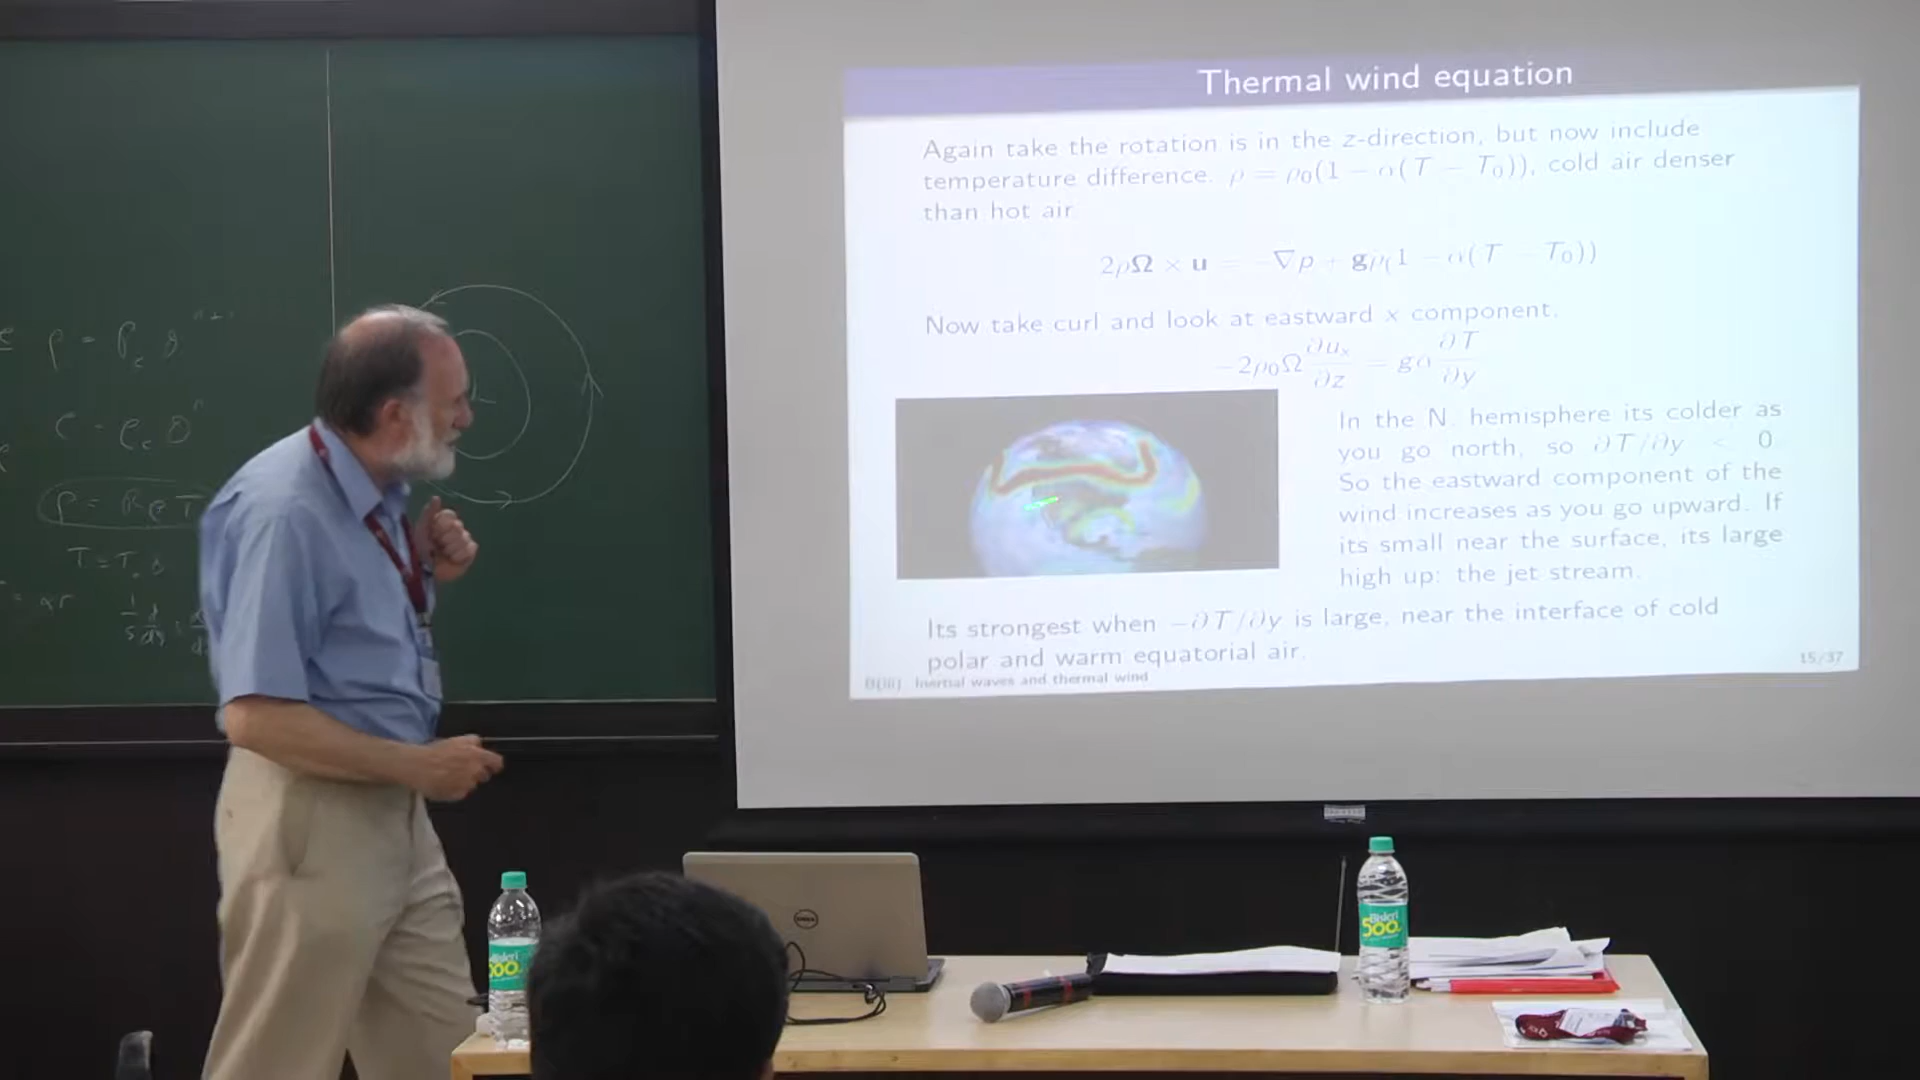 Thermal wind equation
Again take the rotation is in the z-direction, but now include
temperature difference. ρ = ρ₀(1 − α(T − T₀)), cold air denser
than hot air
2ρΩ × u = −∇p + gρ(1 − α(T − T₀))
Now take curl and look at eastward x component.
−2ρ₀Ω ∂uₓ/∂z = gα ∂T/∂y
In the N. hemisphere its colder as
you go north, so ∂T/∂y < 0.
So the eastward component of the
wind increases as you go upward. If
its small near the surface, its large
high up: the jet stream.
Its strongest when −∂T/∂y is large, near the interface of cold
polar and warm equatorial air.
Inertial waves and thermal wind
15/37
L
T = T
DELL
Bisleri
500
Bisleri
500